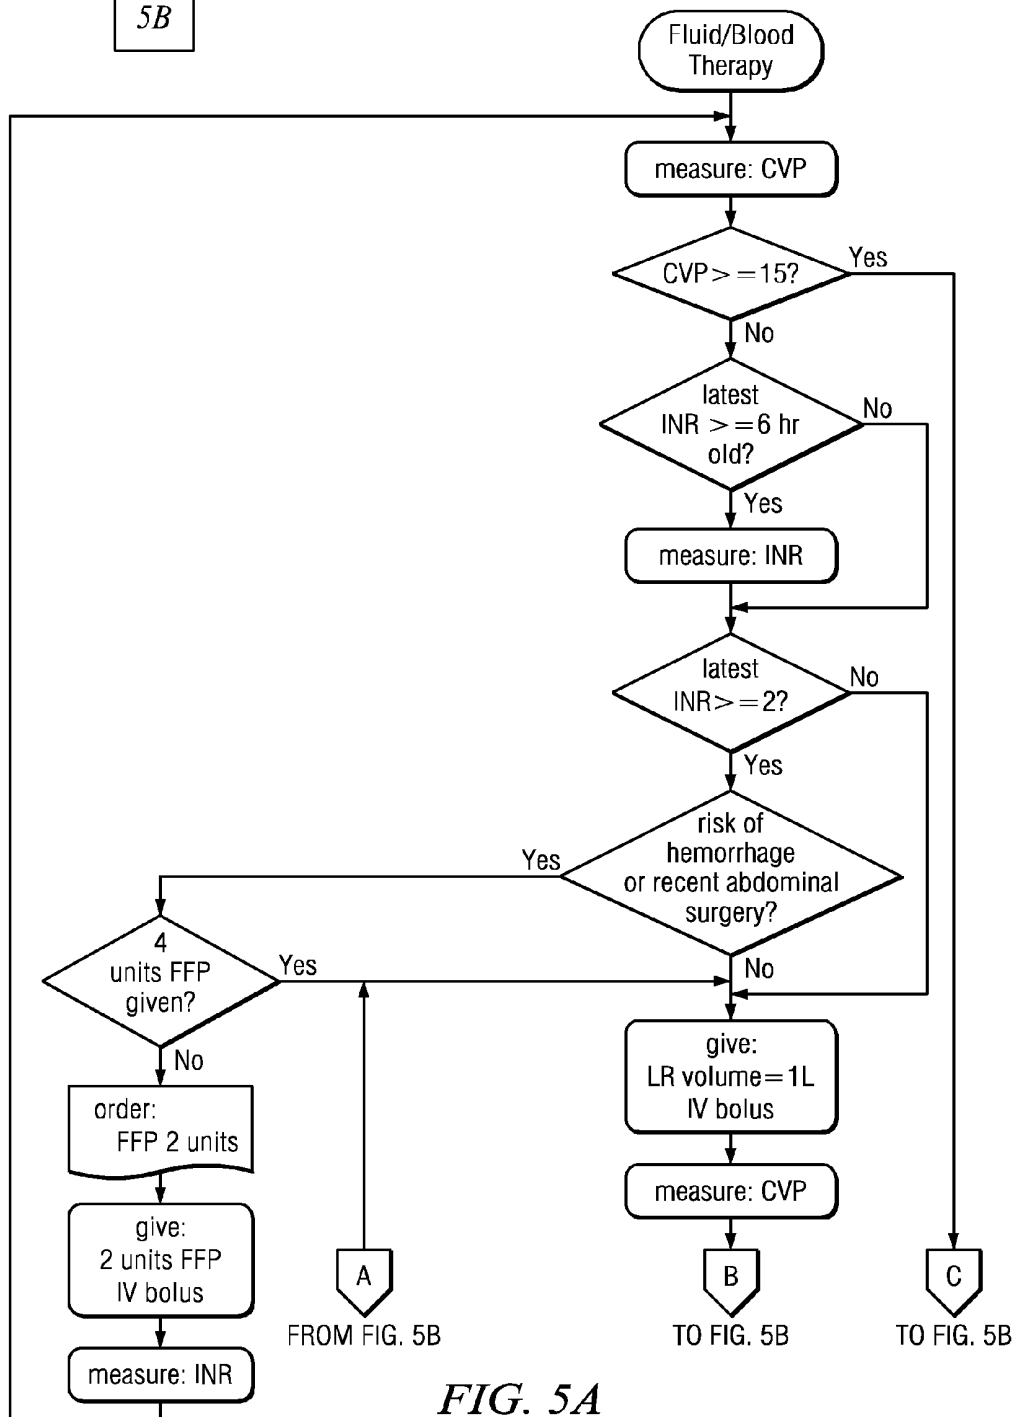 5B
Fluid/Blood
Therapy
measure: CVP
CVP>=15?
Yes
No
latest
INR >=6 hr
old?
No
Yes
measure: INR
latest
INR>=2?
No
Yes
risk of
hemorrhage
or recent abdominal
surgery?
Yes
No
4
units FFP
given?
Yes
No
order:
FFP 2 units
give:
2 units FFP
IV bolus
measure: INR
give:
LR volume=1L
IV bolus
measure: CVP
A
FROM FIG. 5B
B
TO FIG. 5B
C
TO FIG. 5B
FIG. 5A